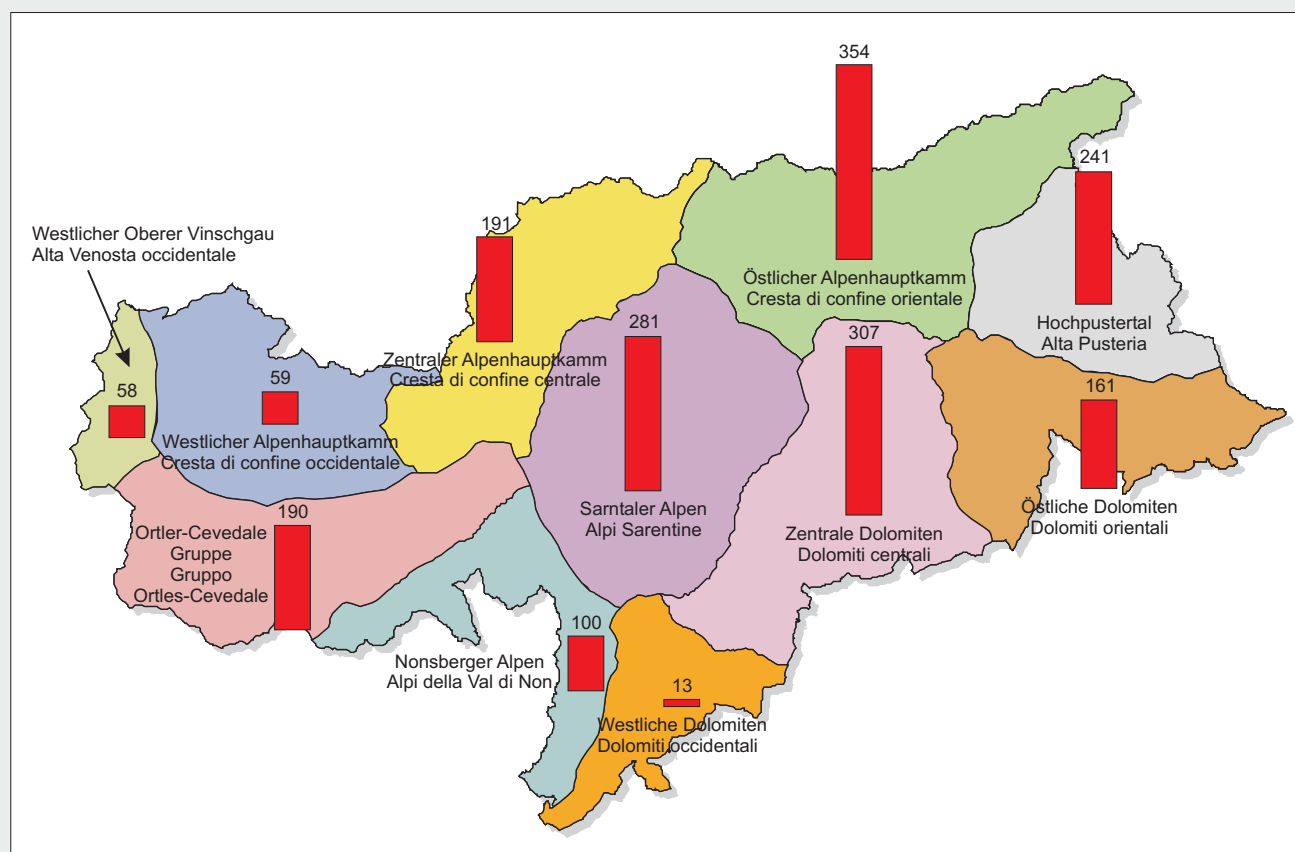 354
241
191
Westlicher Oberer Vinschgau
Alta Venosta occidentale
Östlicher Alpenhauptkamm
Cresta di confine orientale
Hochpustertal
Alta Pusteria
281
307
Zentraler Alpenhauptkamm
Cresta di confine centrale
58
59
161
Westlicher Alpenhauptkamm
Cresta di confine occidentale
190
Ortler-Cevedale
Gruppe
Gruppo
Ortles-Cevedale
Sarntaler Alpen
Alpi Sarentine
Zentrale Dolomiten
Dolomiti centrali
Östliche Dolomiten
Dolomiti orientali
100
Nonsberger Alpen
Alpi della Val di Non
13
Westliche Dolomiten
Dolomiti occidentali